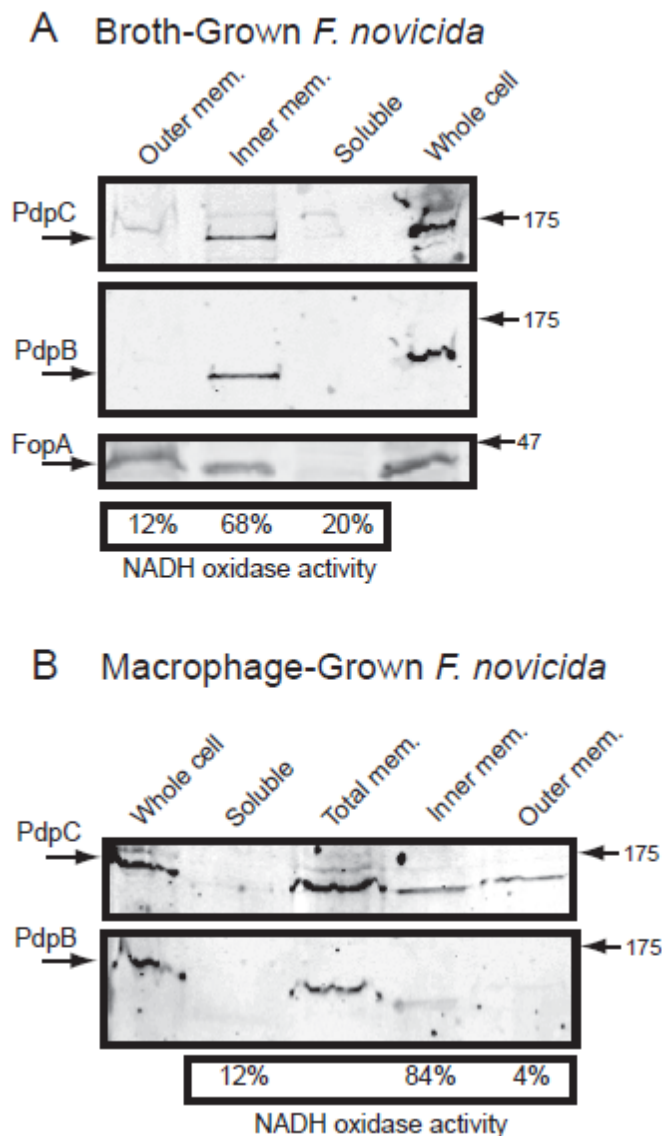 A Broth-Grown F. novicida
Outer mem. Inner mem. Soluble Whole cell
PdpC 175
PdpB 175
FopA 47
12% 68% 20%
NADH oxidase activity
B Macrophage-Grown F. novicida
Whole cell Soluble Total mem. Inner mem. Outer mem.
PdpC 175
PdpB 175
12% 84% 4%
NADH oxidase activity